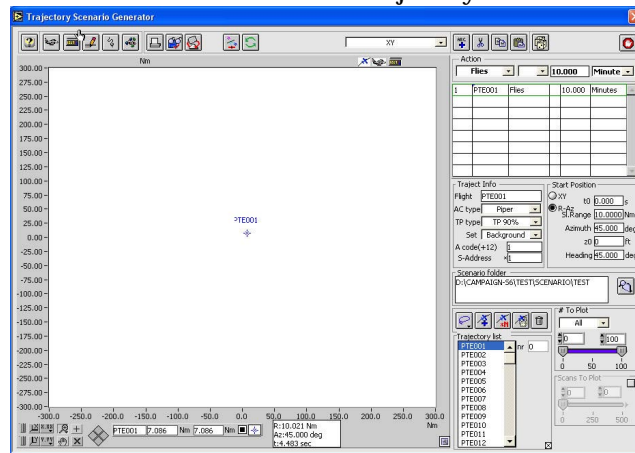 Trajectory Scenario Generator
XY
Nm
300.00
275.00
250.00
225.00
200.00
175.00
150.00
125.00
100.00
75.00
50.00
25.00
0.00
-25.00
-50.00
-75.00
-100.00
-125.00
-150.00
-175.00
-200.00
-225.00
-250.00
-275.00
-300.00
PTE001
-300.0 -250.0 -200.0 -150.0 -100.0 -50.0 0.0 50.0 100.0 150.0 200.0 250.0 300.0
Nm
PTE001 7.086 Nm 7.086 Nm
R:10.021 Nm
Az:45.000 deg
t:4.483 sec
Action
Flies 10.000 Minute
1 PTE001 Flies 10.000 Minutes
Traject Info
Flight PTE001
AC type Piper
TP type TP 90%
Set Background
A code(+12) 1
S-Address x1
Start Position
XY
R-Az
t0 0.000 s
Sl.Range 10.0000 Nm
Azimuth 45.000 deg
z0 0 ft
Heading 45.000 deg
Scenario folder
D:\CAMPAIGN-S6\TEST\SCENARIO\TEST
Trajectory list
PTE001
PTE002
PTE003
PTE004
PTE005
PTE006
PTE007
PTE008
PTE009
PTE010
PTE011
PTE012
nr 0
# To Plot
All
0 100
0 50 100
Scans To Plot
0 0
0 250 500